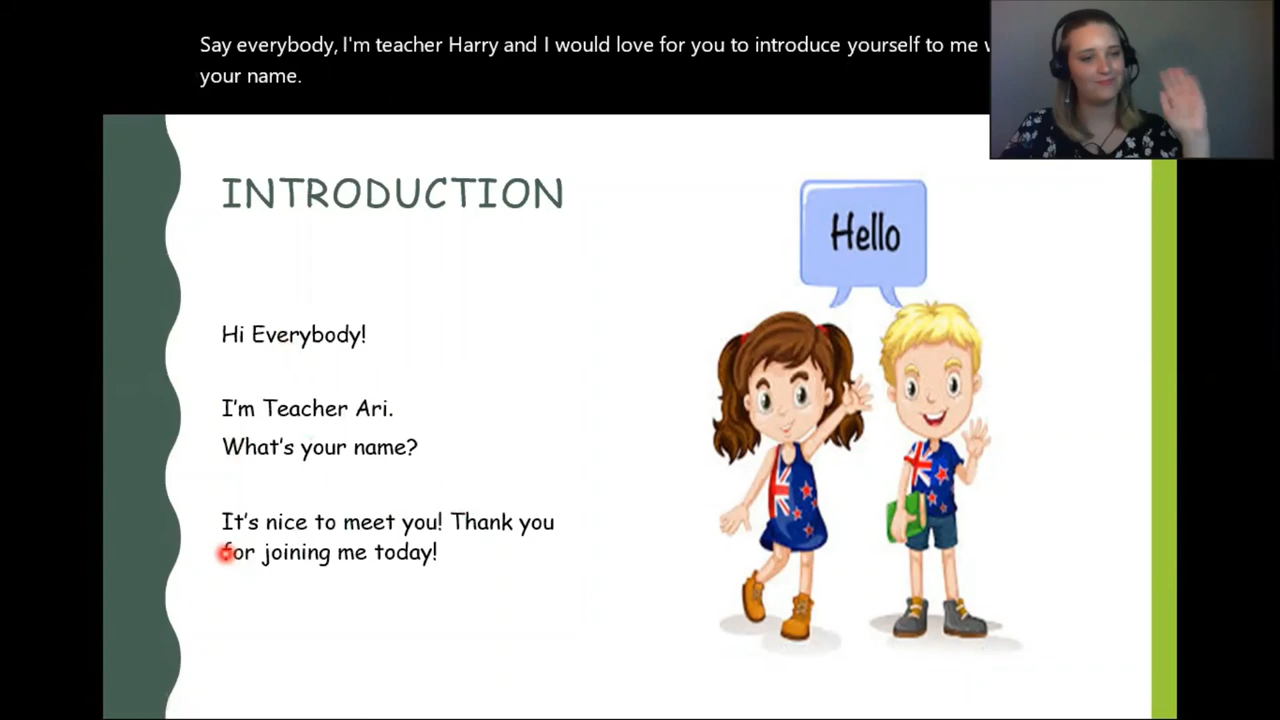 Say everybody, I'm teacher Harry and I would love for you to introduce yourself to me
your name.
INTRODUCTION
Hello
Hi Everybody!
I'm Teacher Ari.
What's your name?
It's nice to meet you! Thank you
for joining me today!